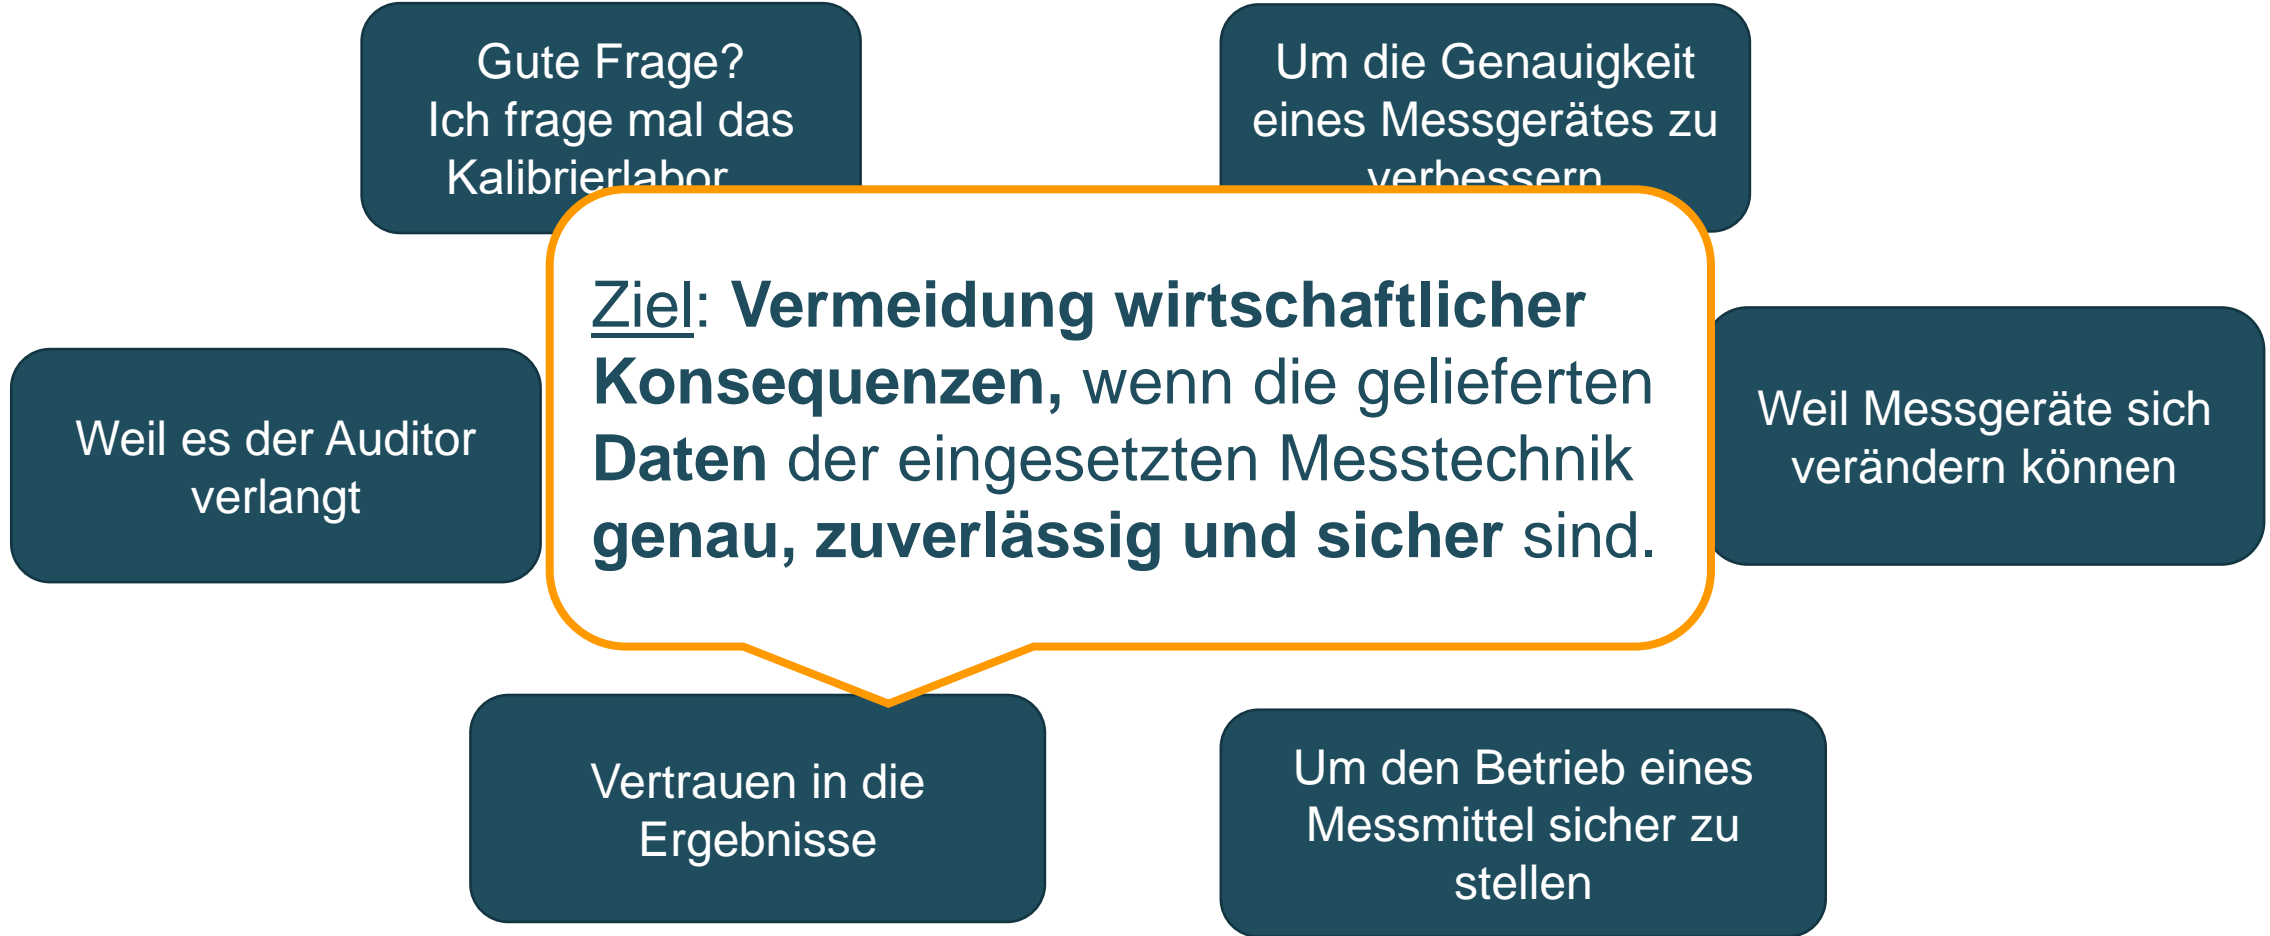 Gute Frage?
Ich frage mal das
Kalibrierlabor
Um die Genauigkeit
eines Messgerätes zu
verbessern
Ziel: Vermeidung wirtschaftlicher
Konsequenzen, wenn die gelieferten
Daten der eingesetzten Messtechnik
genau, zuverlässig und sicher sind.
Weil es der Auditor
verlangt
Weil Messgeräte sich
verändern können
Vertrauen in die
Ergebnisse
Um den Betrieb eines
Messmittel sicher zu
stellen